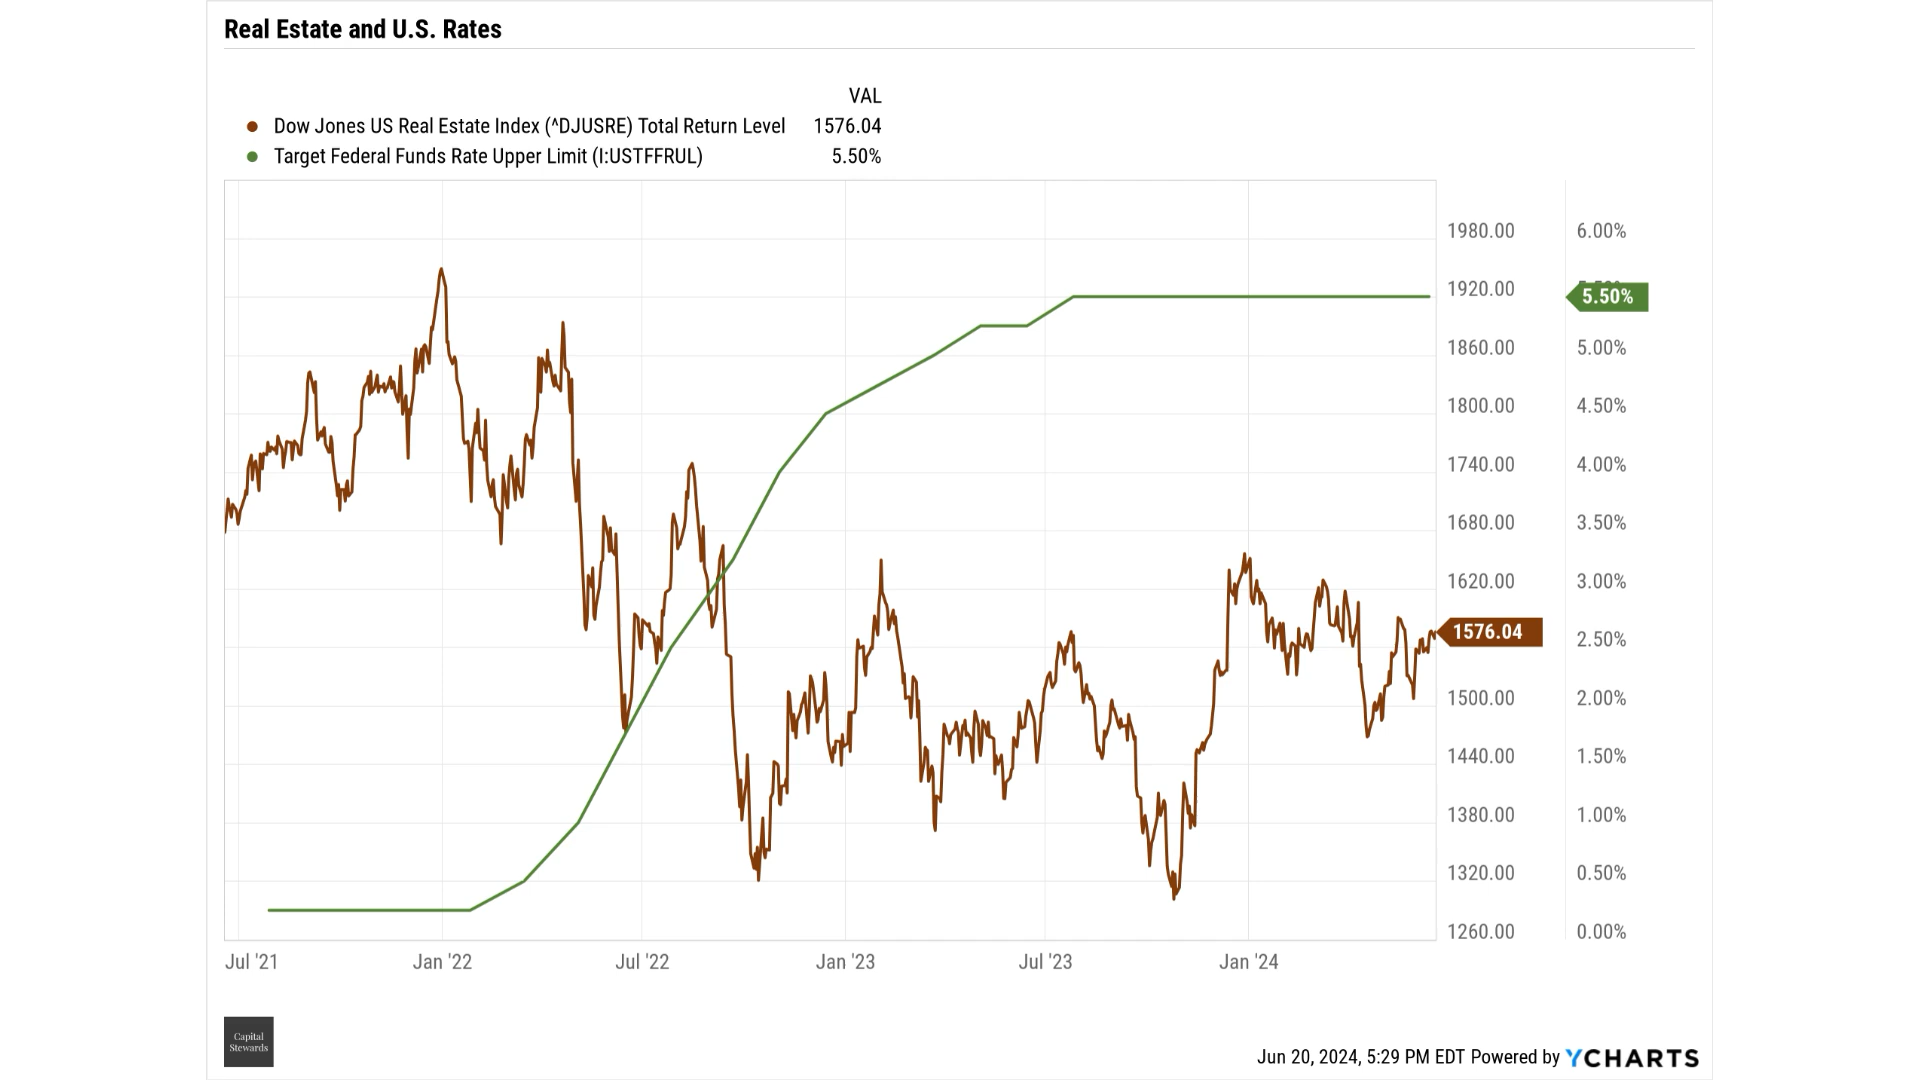 Real Estate and U.S. Rates
VAL
Dow Jones US Real Estate Index (^DJUSRE) Total Return Level 1576.04
Target Federal Funds Rate Upper Limit (I:USTFFRUL) 5.50%
1980.00 6.00%
1920.00 5.50%
1860.00 5.00%
1800.00 4.50%
1740.00 4.00%
1680.00 3.50%
1620.00 3.00%
1576.04 2.50%
1500.00 2.00%
1440.00 1.50%
1380.00 1.00%
1320.00 0.50%
1260.00 0.00%
Jul '21 Jan '22 Jul '22 Jan '23 Jul '23 Jan '24
Capital
Stewards
Jun 20, 2024, 5:29 PM EDT Powered by YCHARTS